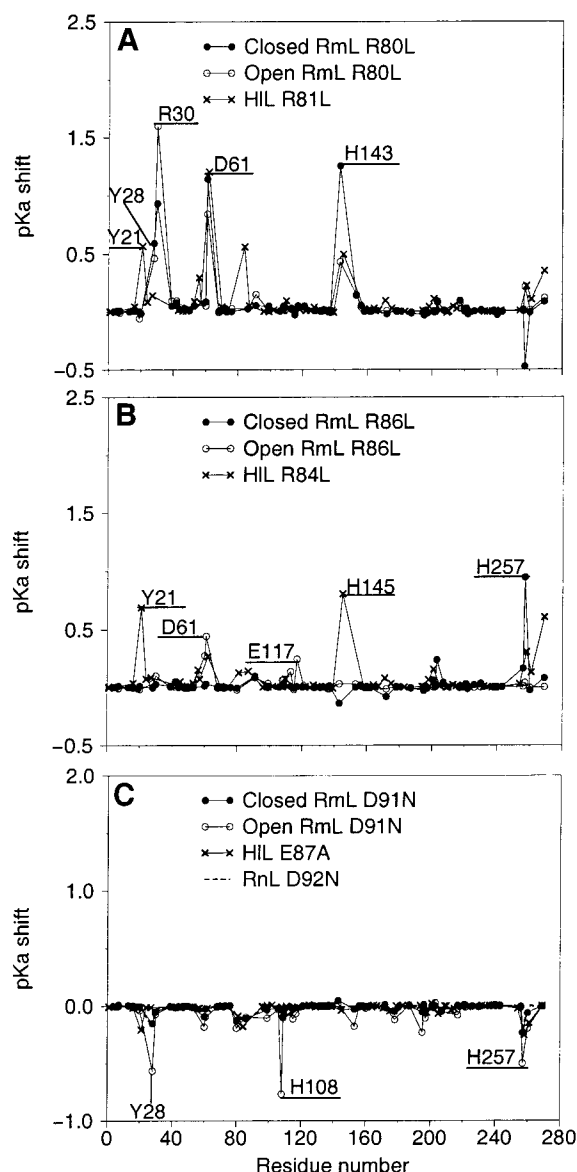 A
Closed RmL R80L
Open RmL R80L
HlL R81L
2.5
1.5
0.5
−0.5
pKa shift
R30
D61
H143
Y28
Y21
B
Closed RmL R86L
Open RmL R86L
HlL R84L
2.5
1.5
0.5
−0.5
pKa shift
H257
Y21
H145
D61
E117
C
Closed RmL D91N
Open RmL D91N
HlL E87A
RnL D92N
2.0
1.0
0.0
−1.0
pKa shift
H257
H108
Y28
0 40 80 120 160 200 240 280
Residue number